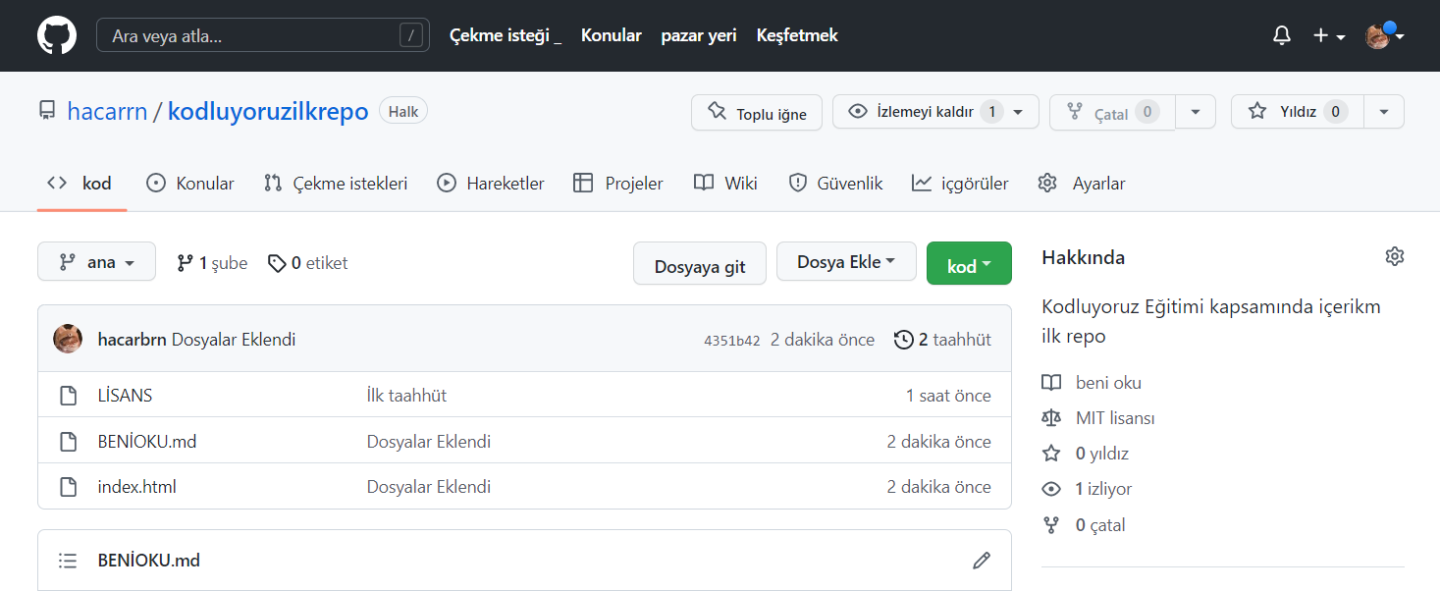 Ara veya atla... / Çekme isteği _ Konular pazar yeri Keşfetmek
hacarrn / kodluyoruzilkrepo Halk Toplu iğne İzlemeyi kaldır 1 Çatal 0 Yıldız 0
kod Konular Çekme istekleri Hareketler Projeler Wiki Güvenlik içgörüler Ayarlar
ana 1 şube 0 etiket Dosyaya git Dosya Ekle kod
hacarbrn Dosyalar Eklendi 4351b42 2 dakika önce 2 taahhüt
LİSANS İlk taahhüt 1 saat önce
BENİOKU.md Dosyalar Eklendi 2 dakika önce
index.html Dosyalar Eklendi 2 dakika önce
BENİOKU.md
Hakkında
Kodluyoruz Eğitimi kapsamında içerikm
ilk repo
beni oku
MIT lisansı
0 yıldız
1 izliyor
0 çatal